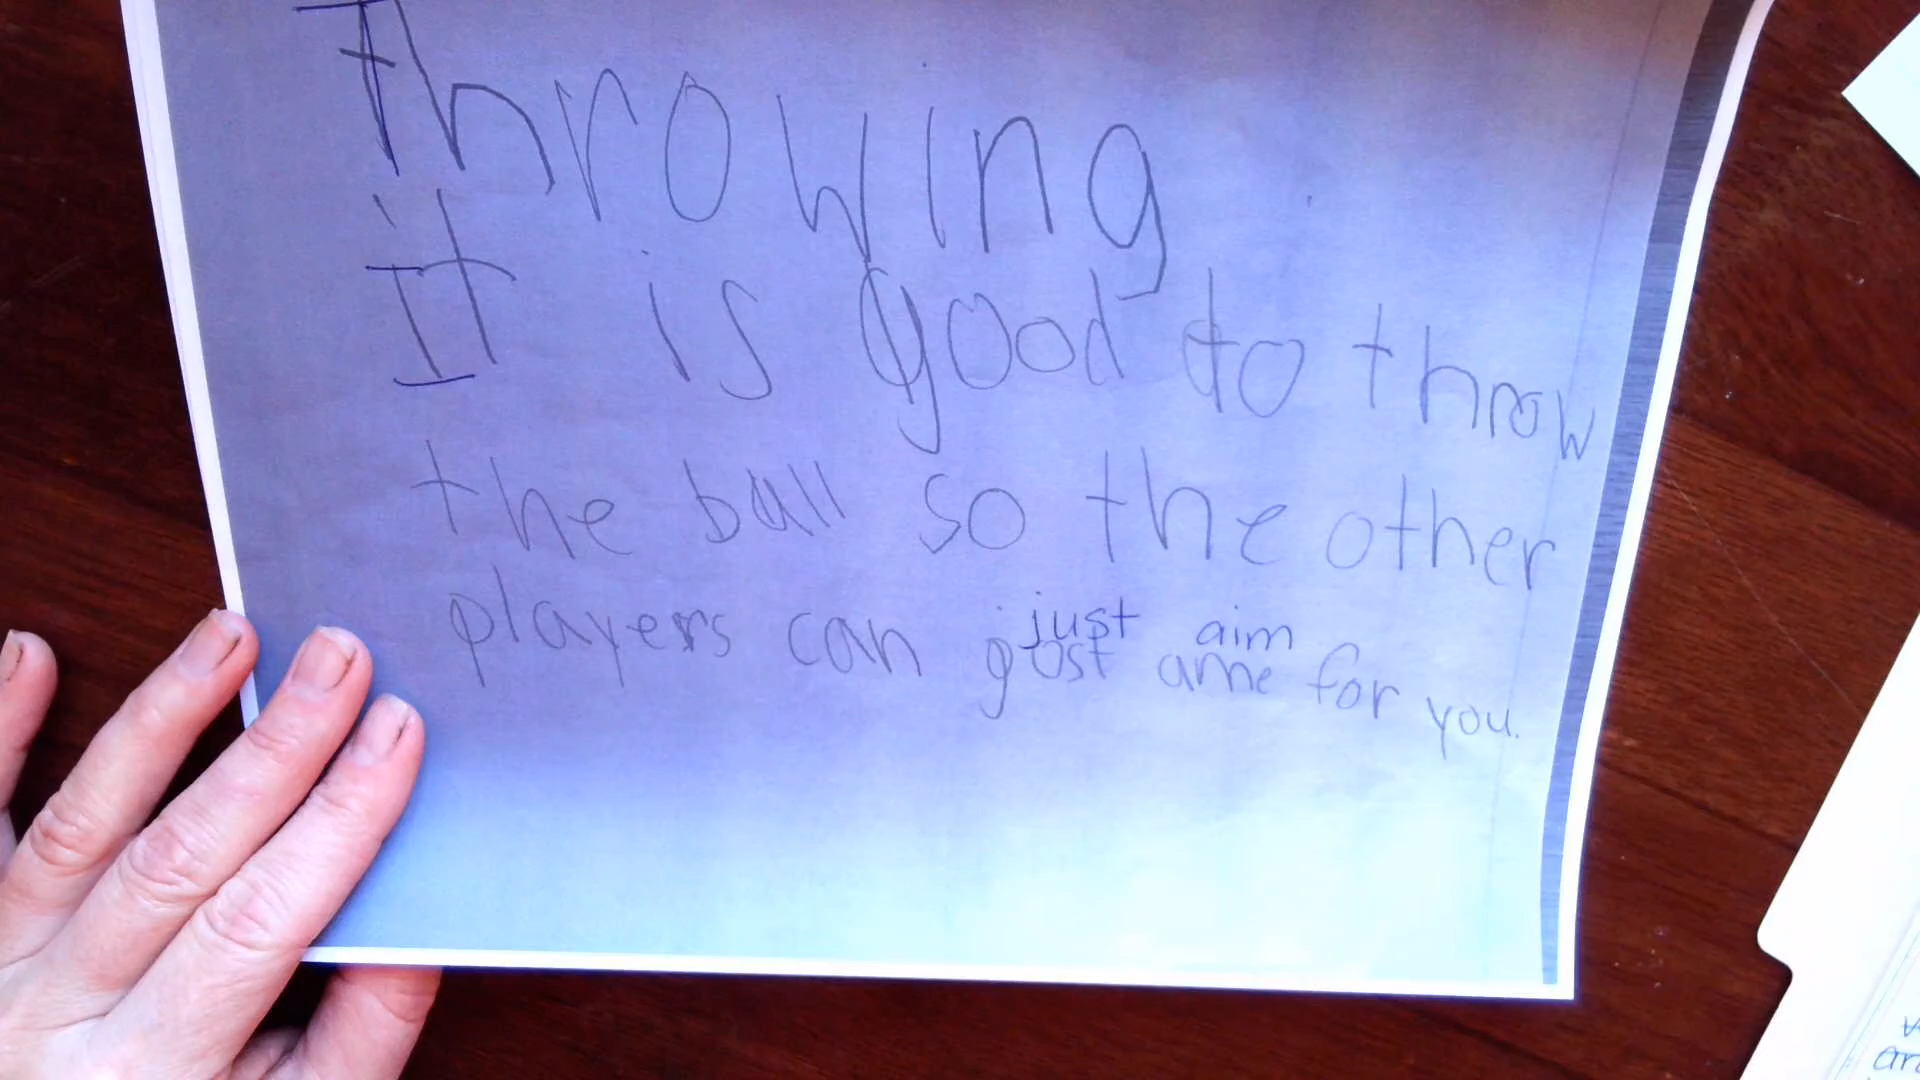 Throwing
It is good to throw
the ball so the other
just aim
players can gust ame for you.